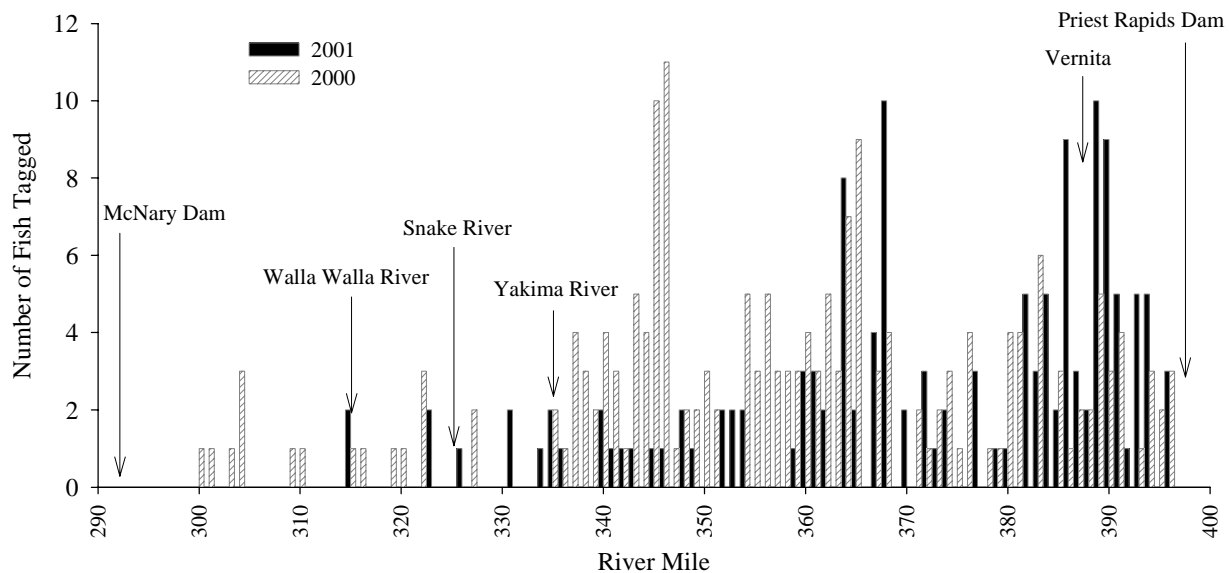 12
10
8
6
4
2
0
Number of Fish Tagged
2001
2000
Priest Rapids Dam
Vernita
McNary Dam
Snake River
Walla Walla River
Yakima River
290
300
310
320
330
340
350
360
370
380
390
400
River Mile